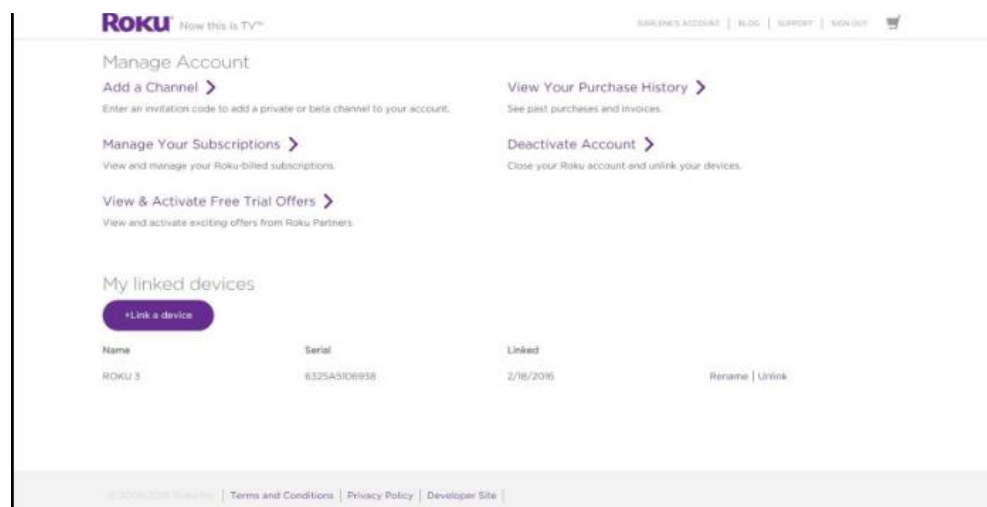 ROKU Now this is TV™
DARLENE'S ACCOUNT | BLOG | SUPPORT | SIGN OUT
Manage Account
Add a Channel
Enter an invitation code to add a private or beta channel to your account.
View Your Purchase History
See past purchases and invoices.
Manage Your Subscriptions
View and manage your Roku-billed subscriptions.
Deactivate Account
Close your Roku account and unlink your devices.
View & Activate Free Trial Offers
View and activate exciting offers from Roku Partners
My linked devices
+Link a device
Name Serial Linked
ROKU 3 6325A5106938 2/18/2016 Rename | Unlink
Terms and Conditions | Privacy Policy | Developer Site |